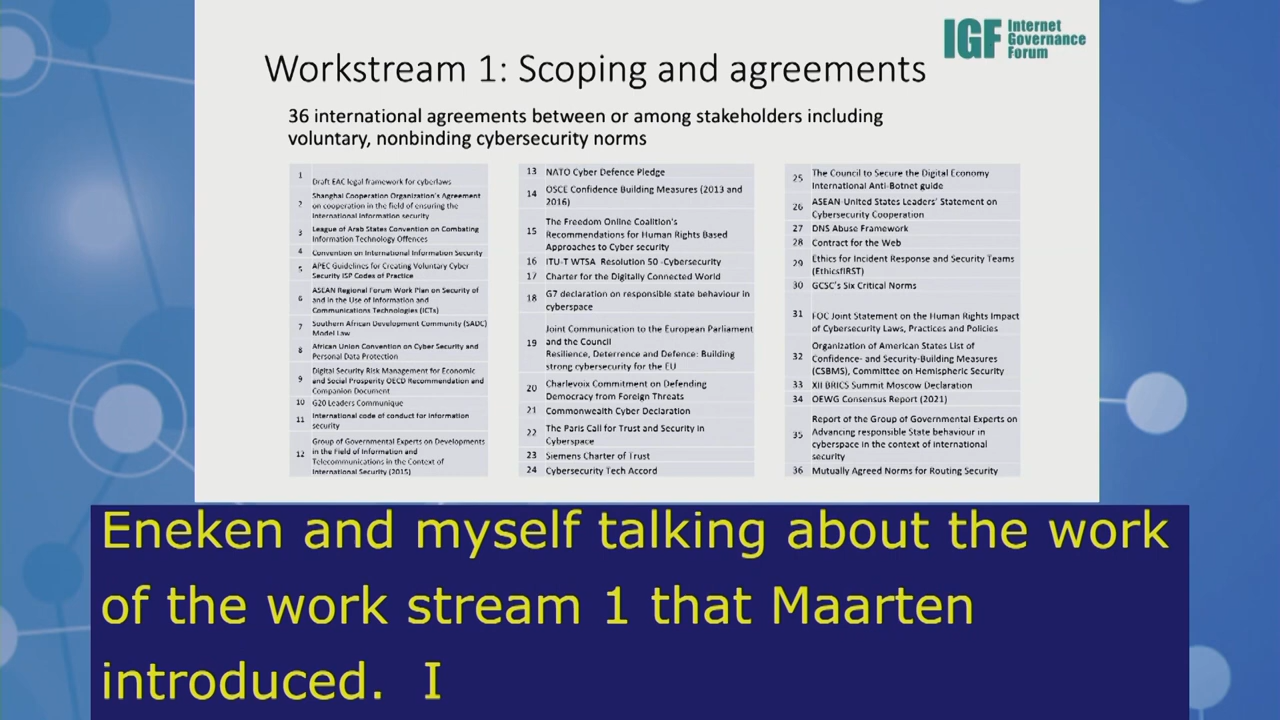 IGF Internet
Governance
Forum
Workstream 1: Scoping and agreements
36 international agreements between or among stakeholders including
voluntary, nonbinding cybersecurity norms
1 Draft EAC legal framework for cyberlaws
2 Shanghai Cooperation Organization's Agreement
on cooperation in the field of ensuring the
International Information security
3 League of Arab States Convention on Combating
Information Technology Offences
4 Convention on International Information Security
5 APEC Guidelines for Creating Voluntary Cyber
Security ISP Codes of Practice
6 ASEAN Regional Forum Work Plan on Security of
and in the Use of Information and
Communications Technologies (ICTs)
7 Southern African Development Community (SADC)
Model Law
8 African Union Convention on Cyber Security and
Personal Data Protection
9 Digital Security Risk Management for Economic
and Social Prosperity OECD Recommendation and
Companion Document
10 G20 Leaders Communique
11 International code of conduct for information
security
12 Group of Governmental Experts on Developments
in the Field of Information and
Telecommunications in the Context of
International Security (2015)
13 NATO Cyber Defence Pledge
14 OSCE Confidence Building Measures (2013 and
2016)
15 The Freedom Online Coalition's
Recommendations for Human Rights Based
Approaches to Cyber security
16 ITU-T WTSA Resolution 50 -Cybersecurity
17 Charter for the Digitally Connected World
18 G7 declaration on responsible state behaviour in
cyberspace
19 Joint Communication to the European Parliament
and the Council
Resilience, Deterrence and Defence: Building
strong cybersecurity for the EU
20 Charlevoix Commitment on Defending
Democracy from Foreign Threats
21 Commonwealth Cyber Declaration
22 The Paris Call for Trust and Security in
Cyberspace
23 Siemens Charter of Trust
24 Cybersecurity Tech Accord
25 The Council to Secure the Digital Economy
International Anti-Botnet guide
26 ASEAN-United States Leaders' Statement on
Cybersecurity Cooperation
27 DNS Abuse Framework
28 Contract for the Web
29 Ethics for Incident Response and Security Teams
(EthicsfIRST)
30 GCSC's Six Critical Norms
31 FOC Joint Statement on the Human Rights Impact
of Cybersecurity Laws, Practices and Policies
32 Organization of American States List of
Confidence- and Security-Building Measures
(CSBMS), Committee on Hemispheric Security
33 XII BRICS Summit Moscow Declaration
34 OEWG Consensus Report (2021)
35 Report of the Group of Governmental Experts on
Advancing responsible State behaviour in
cyberspace in the context of international
security
36 Mutually Agreed Norms for Routing Security
Eneken and myself talking about the work
of the work stream 1 that Maarten
introduced. I